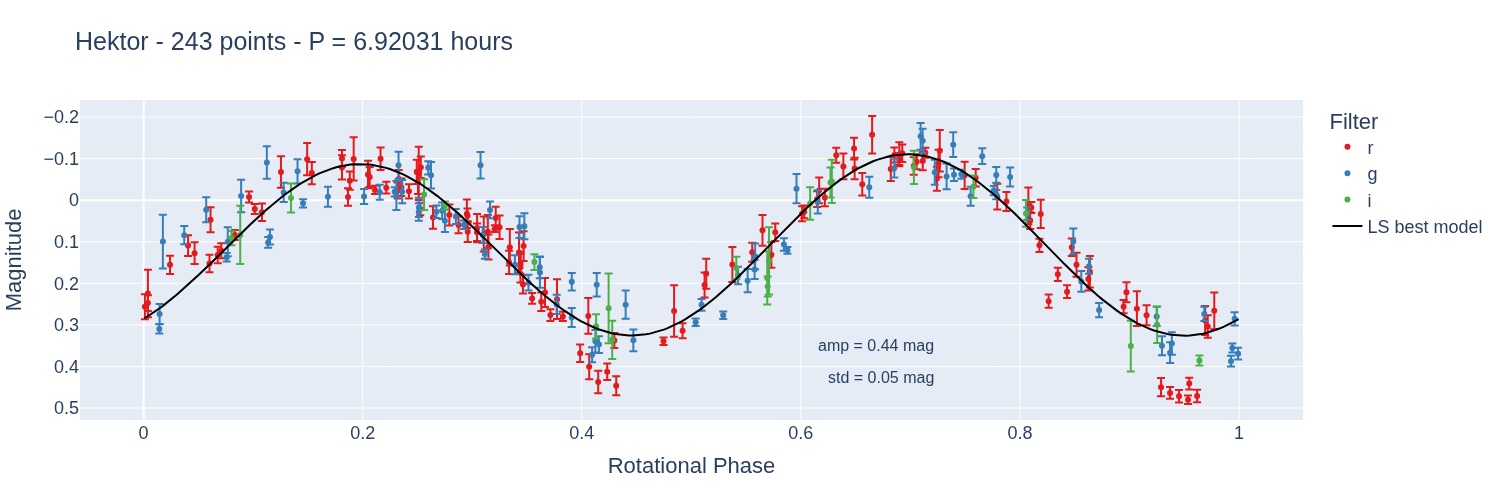 Hektor - 243 points - P = 6.92031 hours
Filter
r
g
i
LS best model
Magnitude
−0.2
−0.1
0
0.1
0.2
0.3
0.4
0.5
amp = 0.44 mag
std = 0.05 mag
0 0.2 0.4 0.6 0.8 1
Rotational Phase